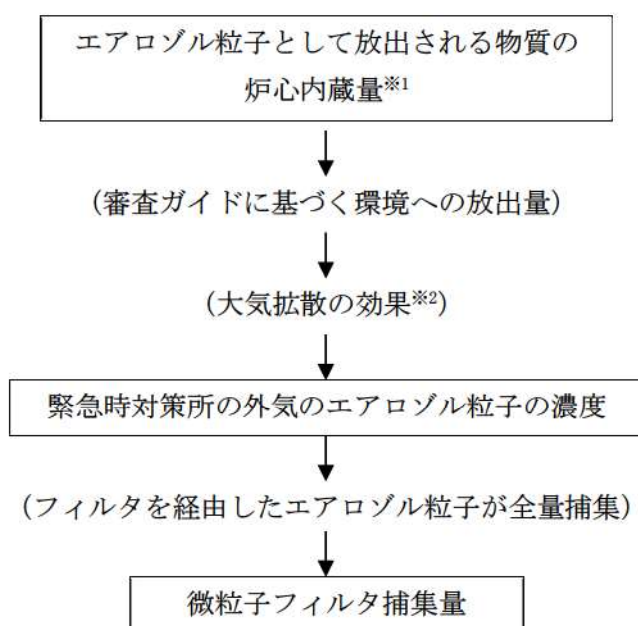 エアロゾル粒子として放出される物質の
炉心内蔵量※1
(審査ガイドに基づく環境への放出量)
(大気拡散の効果※2)
緊急時対策所の外気のエアロゾル粒子の濃度
(フィルタを経由したエアロゾル粒子が全量捕集)
微粒子フィルタ捕集量